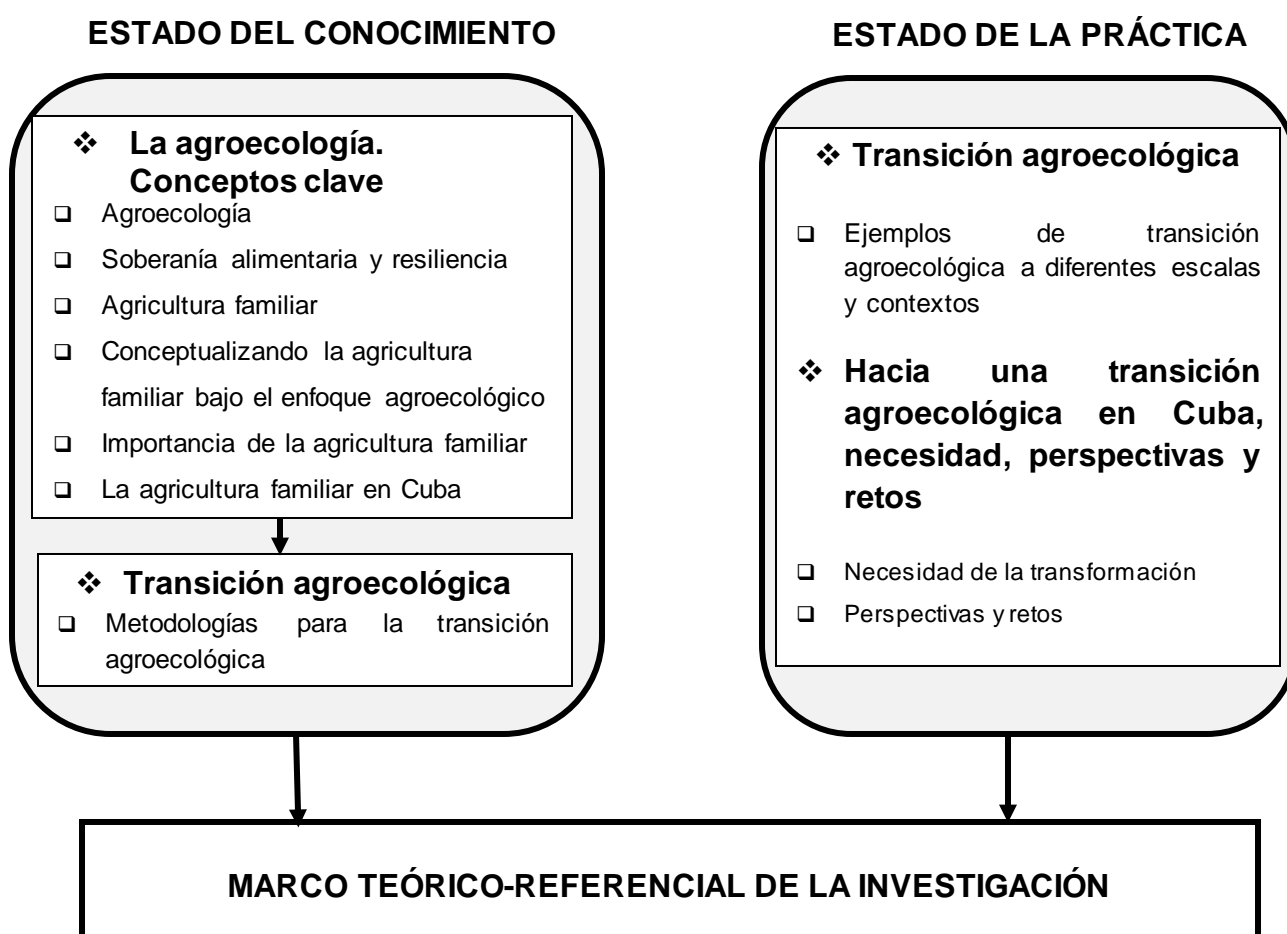 ESTADO DEL CONOCIMIENTO
❖ La agroecología.
Conceptos clave
❑ Agroecología
❑ Soberanía alimentaria y resiliencia
❑ Agricultura familiar
❑ Conceptualizando la agricultura
familiar bajo el enfoque agroecológico
❑ Importancia de la agricultura familiar
❑ La agricultura familiar en Cuba
❖ Transición agroecológica
❑ Metodologías para la transición
agroecológica
ESTADO DE LA PRÁCTICA
❖ Transición agroecológica
❑ Ejemplos de transición
agroecológica a diferentes escalas
y contextos
❖ Hacia una transición
agroecológica en Cuba,
necesidad, perspectivas y
retos
❑ Necesidad de la transformación
❑ Perspectivas y retos
MARCO TEÓRICO-REFERENCIAL DE LA INVESTIGACIÓN